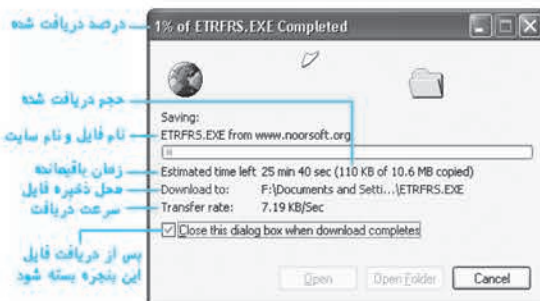 درصد دریافت شده
1% of ETRFRS.EXE Completed
حجم دریافت شده
Saving:
نام فایل و نام سایت
ETRFRS.EXE from www.noorsoft.org
زمان باقیمانده
Estimated time left 25 min 40 sec (110 KB of 10.6 MB copied)
محل ذخیره فایل
Download to: F:\Documents and Setti...\ETRFRS.EXE
سرعت دریافت
Transfer rate: 7.19 KB/Sec
Close this dialog box when download completes
پس از دریافت فایل
این پنجره بسته شود
Open Open Folder Cancel